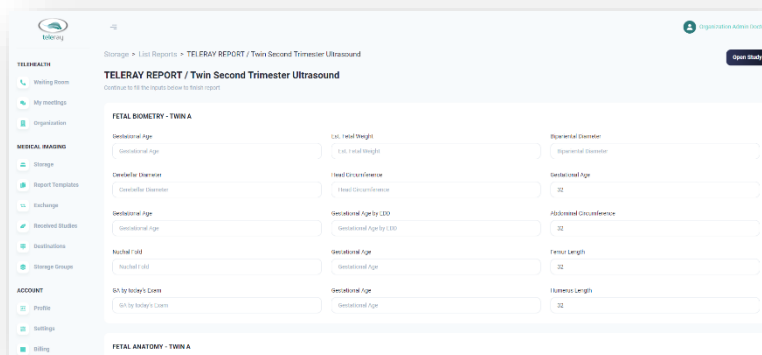 teleray
Organization Admin
Storage > List Reports > TELERAY REPORT / Twin Second Trimester Ultrasound
Open Study
TELERAY REPORT / Twin Second Trimester Ultrasound
Continue to fill the inputs below to finish report
TELEHEALTH
Waiting Room
My meetings
Organization
MEDICAL IMAGING
Storage
Report Templates
Exchange
Received Studies
Destinations
Storage Groups
ACCOUNT
Profile
Settings
Billing
FETAL BIOMETRY - TWIN A
Gestational Age Est. Fetal Weight Biparental Diameter
Gestational Age Est. Fetal Weight Biparental Diameter
Cerebellar Diameter Head Circumference Gestational Age
Cerebellar Diameter Head Circumference 32
Gestational Age Gestational Age by EDD Abdominal Circumference
Gestational Age Gestational Age by EDD 32
Nuchal Fold Gestational Age Femur Length
Nuchal Fold Gestational Age 32
GA by today's Exam Gestational Age Humerus Length
GA by today's Exam Gestational Age 32
FETAL ANATOMY - TWIN A